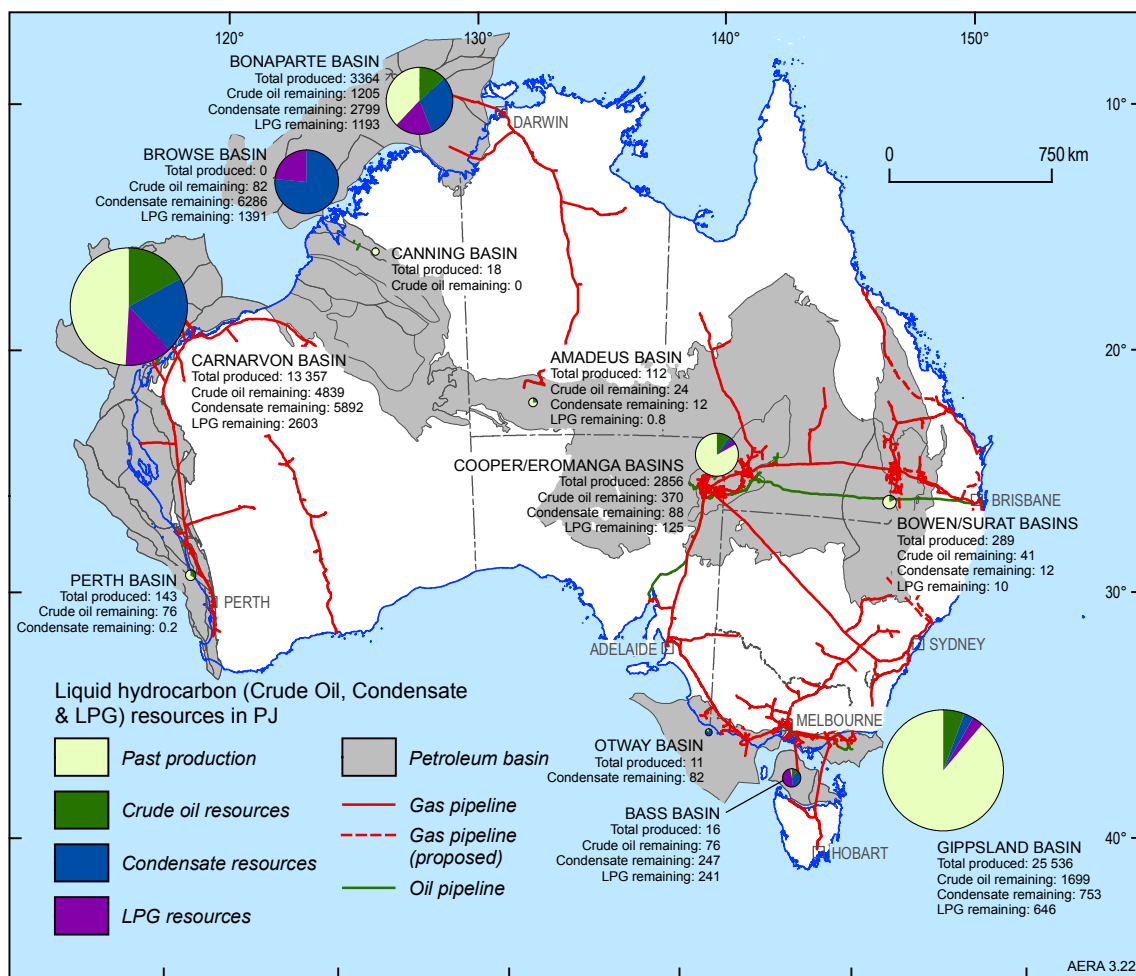 120°
130°
140°
150°
BONAPARTE BASIN
Total produced: 3364
Crude oil remaining: 1205
Condensate remaining: 2799
LPG remaining: 1193
DARWIN
10°
BROWSE BASIN
Total produced: 0
Crude oil remaining: 82
Condensate remaining: 6286
LPG remaining: 1391
0
750 km
CANNING BASIN
Total produced: 18
Crude oil remaining: 0
CARNARVON BASIN
Total produced: 13 357
Crude oil remaining: 4839
Condensate remaining: 5892
LPG remaining: 2603
AMADEUS BASIN
Total produced: 112
Crude oil remaining: 24
Condensate remaining: 12
LPG remaining: 0.8
20°
COOPER/EROMANGA BASINS
Total produced: 2856
Crude oil remaining: 370
Condensate remaining: 88
LPG remaining: 125
BRISBANE
BOWEN/SURAT BASINS
Total produced: 289
Crude oil remaining: 41
Condensate remaining: 12
LPG remaining: 10
PERTH BASIN
Total produced: 143
Crude oil remaining: 76
Condensate remaining: 0.2
PERTH
30°
ADELAIDE
SYDNEY
MELBOURNE
OTWAY BASIN
Total produced: 11
Condensate remaining: 82
BASS BASIN
Total produced: 16
Crude oil remaining: 76
Condensate remaining: 247
LPG remaining: 241
HOBART
40°
GIPPSLAND BASIN
Total produced: 25 536
Crude oil remaining: 1699
Condensate remaining: 753
LPG remaining: 646
Liquid hydrocarbon (Crude Oil, Condensate
& LPG) resources in PJ
Past production
Crude oil resources
Condensate resources
LPG resources
Petroleum basin
Gas pipeline
Gas pipeline
(proposed)
Oil pipeline
AERA 3.22